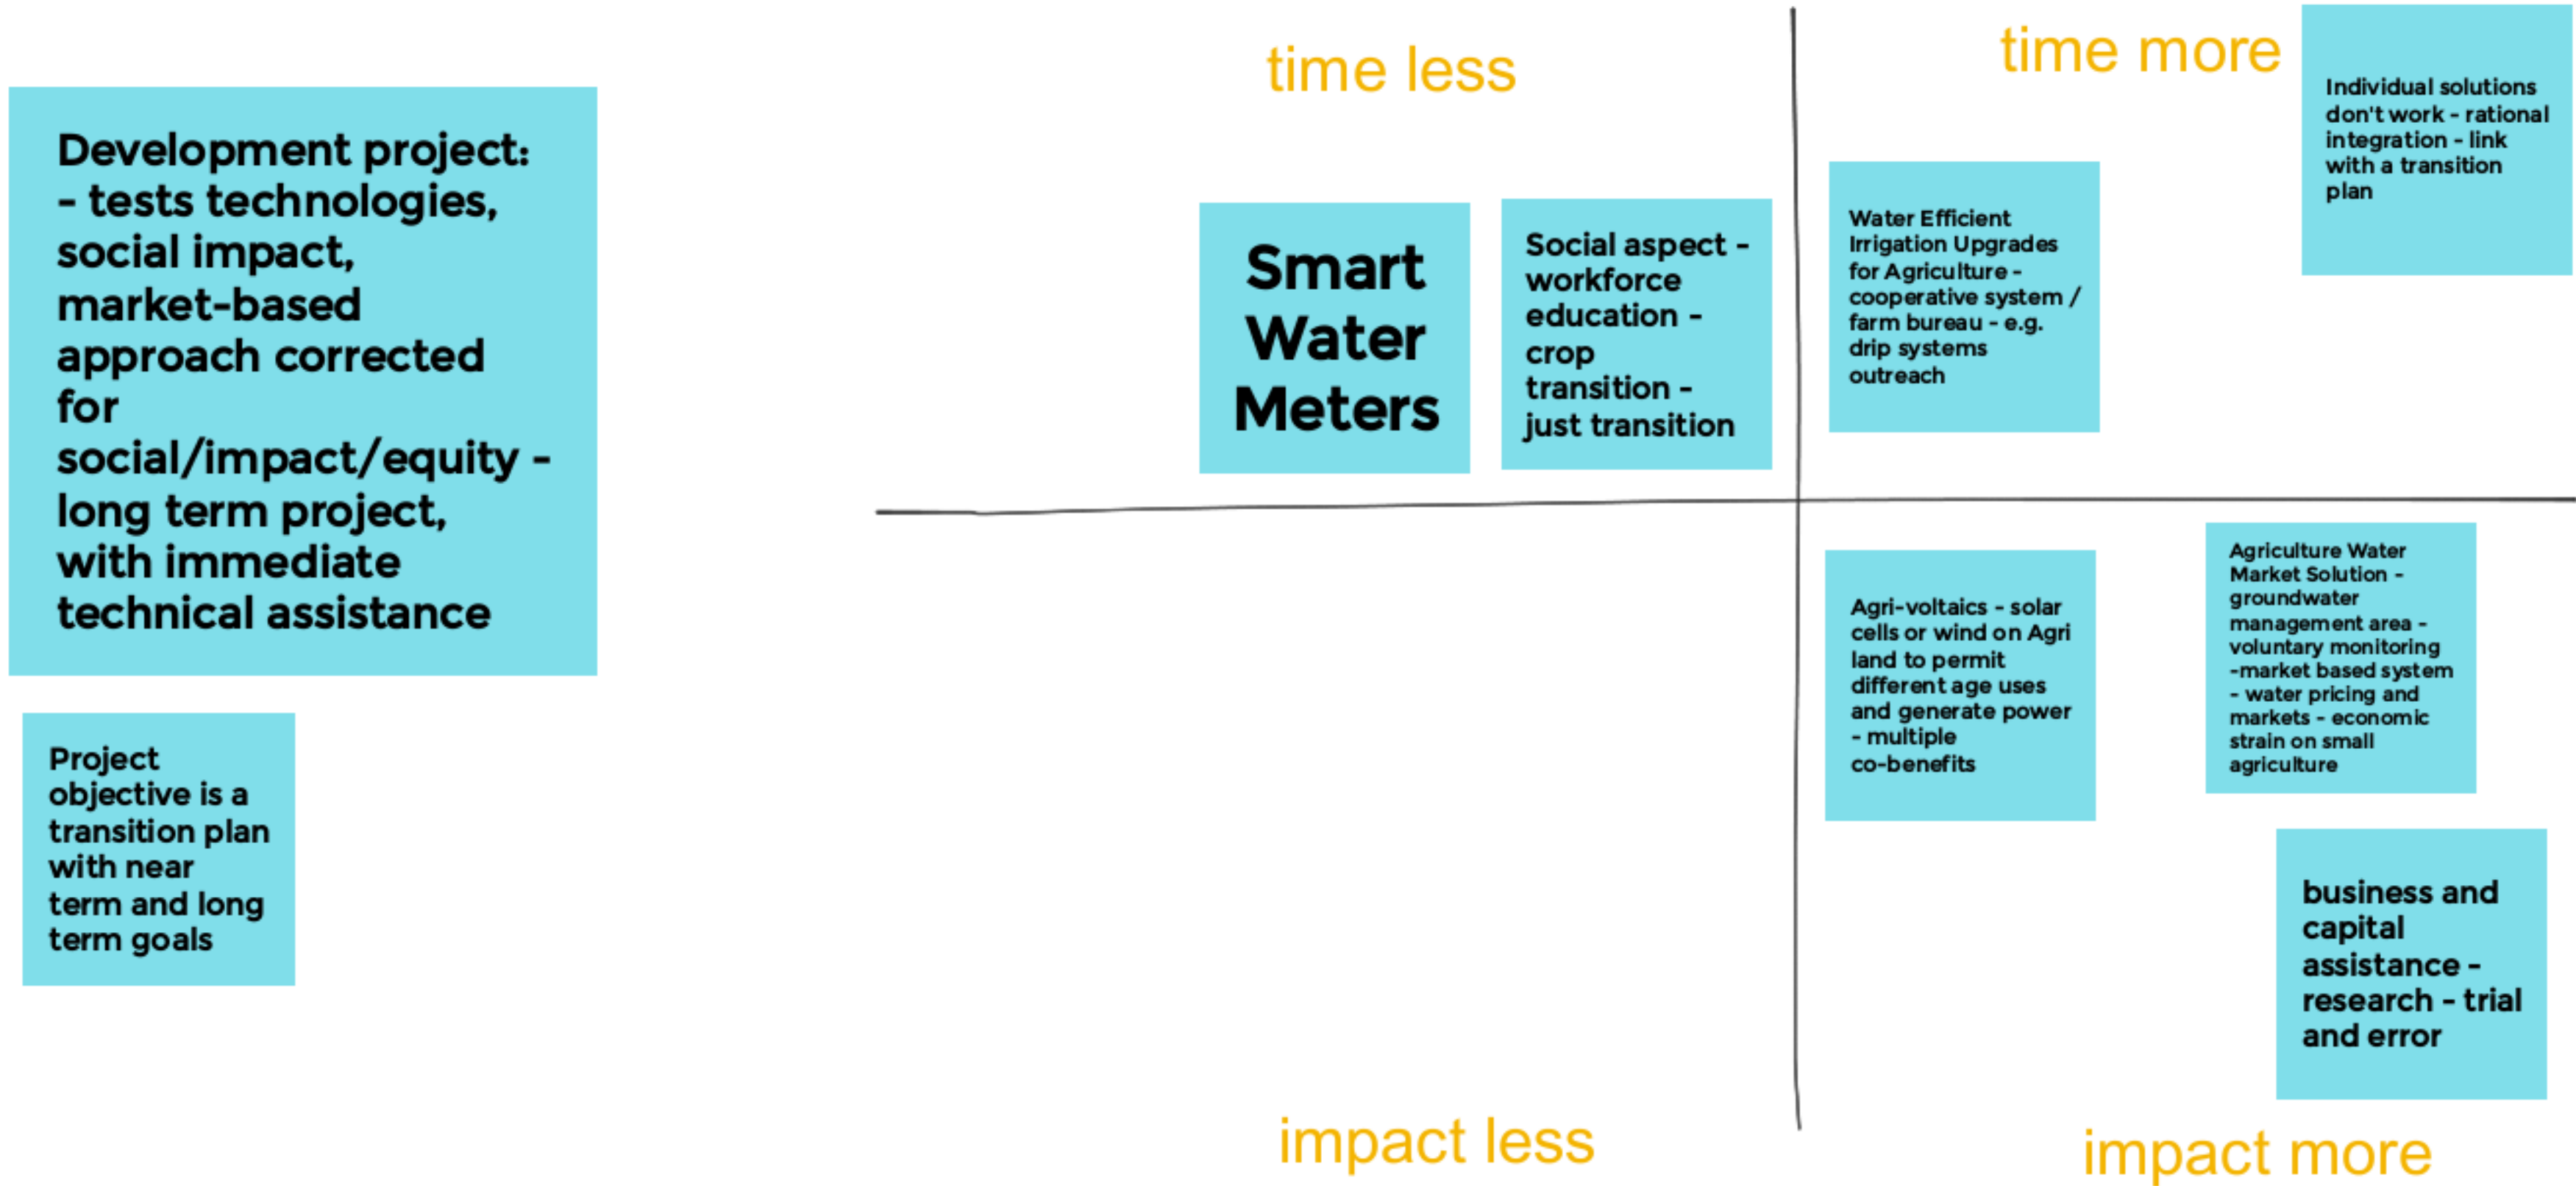 Development project:
- tests technologies,
social impact,
market-based
approach corrected
for
social/impact/equity -
long term project,
with immediate
technical assistance
Project
objective is a
transition plan
with near
term and long
term goals
time less
time more
Smart
Water
Meters
Social aspect -
workforce
education -
crop
transition -
just transition
Water Efficient
Irrigation Upgrades
for Agriculture -
cooperative system /
farm bureau - e.g.
drip systems
outreach
Individual solutions
don't work - rational
integration - link
with a transition
plan
Agri-voltaics - solar
cells or wind on Agri
land to permit
different age uses
and generate power
- multiple
co-benefits
Agriculture Water
Market Solution -
groundwater
management area -
voluntary monitoring
-market based system
- water pricing and
markets - economic
strain on small
agriculture
business and
capital
assistance -
research - trial
and error
impact less
impact more